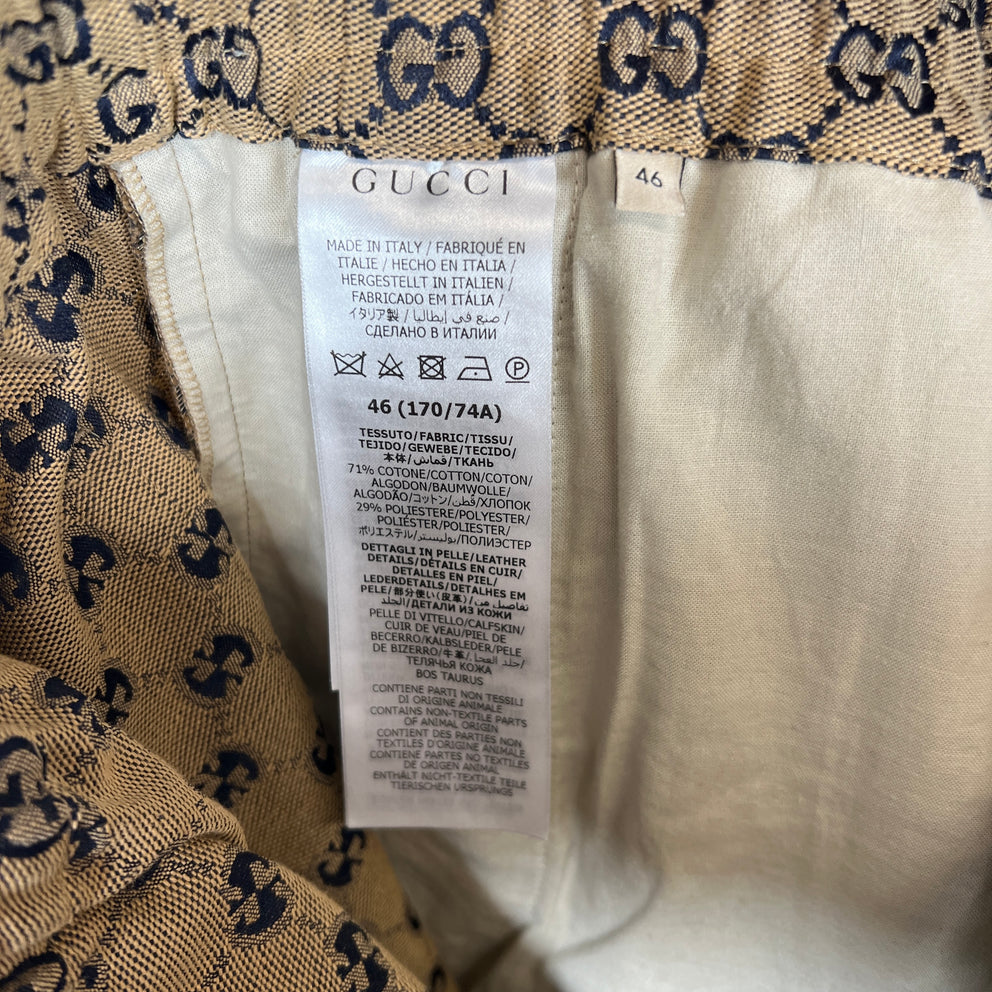 GUCCI
46
MADE IN ITALY / FABRIQUÉ EN
ITALIE / HECHO EN ITALIA /
HERGESTELLT IN ITALIEN /
FABRICADO EM ITÁLIA /
イタリア製 / صنع في إيطاليا /
СДЕЛАНО В ИТАЛИИ
P
46 (170/74A)
TESSUTO/FABRIC/TISSU/
TEJIDO/GEWEBE/TECIDO/
本体/قماش/ТКАНЬ
71% COTONE/COTTON/COTON/
ALGODON/BAUMWOLLE/
ALGODÃO/コットン/قطن/ХЛОПОК
29% POLIESTERE/POLYESTER/
POLIÉSTER/POLIESTER/
ポリエステル/بوليستر/ПОЛИЭСТЕР
DETTAGLI IN PELLE/LEATHER
DETAILS/DÉTAILS EN CUIR/
DETALLES EN PIEL/
LEDERDETAILS/DETALHES EM
PELE/部分使い(皮革)/تفاصيل من
الجلد/ДЕТАЛИ ИЗ КОЖИ
PELLE DI VITELLO/CALFSKIN/
CUIR DE VEAU/PIEL DE
BECERRO/KALBSLEDER/PELE
DE BIZERRO/牛革/جلد العجل/
ТЕЛЯЧЬЯ КОЖА
BOS TAURUS
CONTIENE PARTI NON TESSILI
DI ORIGINE ANIMALE
CONTAINS NON-TEXTILE PARTS
OF ANIMAL ORIGIN
CONTIENT DES PARTIES NON
TEXTILES D'ORIGINE ANIMALE
CONTIENE PARTES NO TEXTILES
DE ORIGEN ANIMAL
ENTHÄLT NICHT-TEXTILE TEILE
TIERISCHEN URSPRUNGS